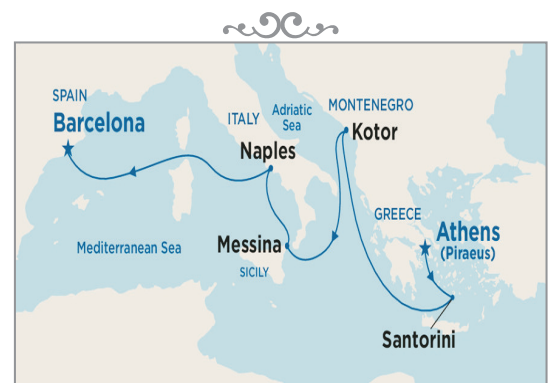 SPAIN
Barcelona
ITALY
Adriatic
Sea
MONTENEGRO
Kotor
Naples
GREECE
Athens
(Piraeus)
Messina
Mediterranean Sea
SICILY
Santorini